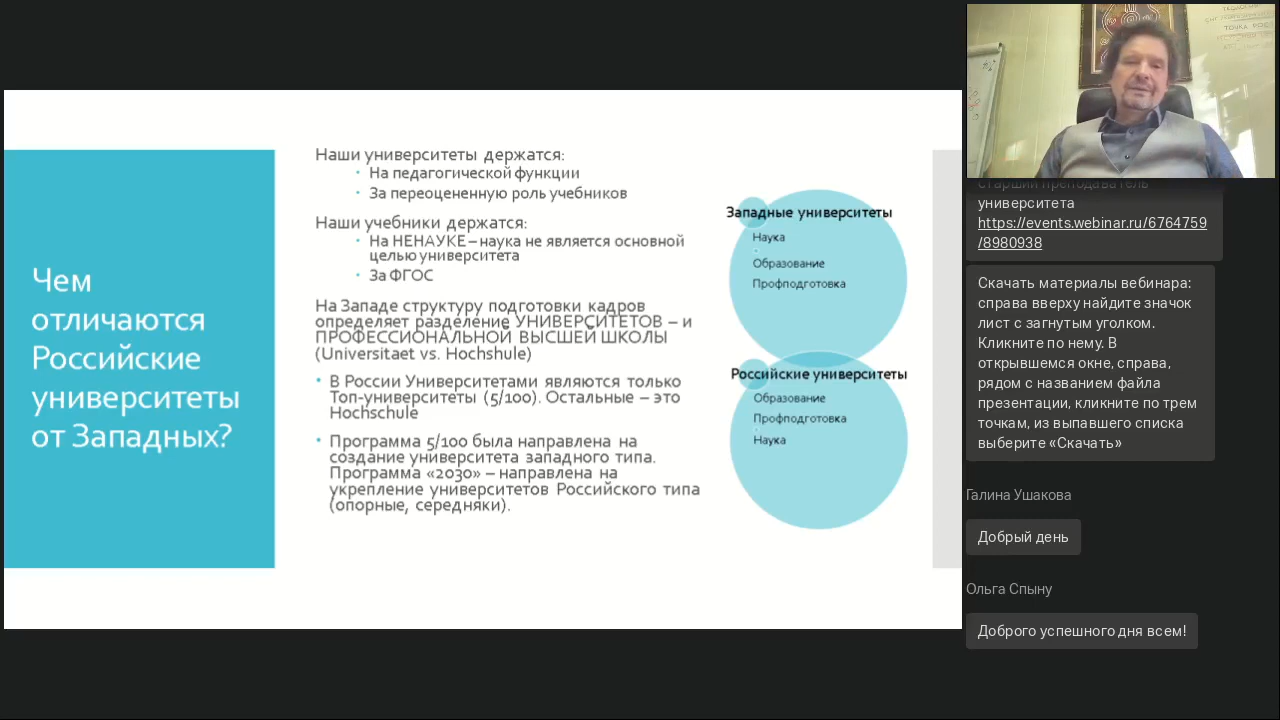 Чем
отличаются
Российские
университеты
от Западных?
Наши университеты держатся:
На педагогической функции
За переоцененную роль учебников
Наши учебники держатся:
На НЕНАУКЕ – наука не является основной
целью университета
За ФГОС
На Западе структуру подготовки кадров
определяет разделение УНИВЕРСИТЕТОВ – и
ПРОФЕССИОНАЛЬНОЙ ВЫСШЕЙ ШКОЛЫ
(Universitaet vs. Hochshule)
В России Университетами являются только
Топ-университеты (5/100). Остальные – это
Hochschule
Программа 5/100 была направлена на
создание университета западного типа.
Программа «2030» – направлена на
укрепление университетов Российского типа
(опорные, середняки).
Западные университеты
Наука
Образование
Профподготовка
Российские университеты
Образование
Профподготовка
Наука
Старший преподаватель
университета
https://events.webinar.ru/6764759
/8980938
Скачать материалы вебинара:
справа вверху найдите значок
лист с загнутым уголком.
Кликните по нему. В
открывшемся окне, справа,
рядом с названием файла
презентации, кликните по трем
точкам, из выпавшего списка
выберите «Скачать»
Галина Ушакова
Добрый день
Ольга Спыну
Доброго успешного дня всем!